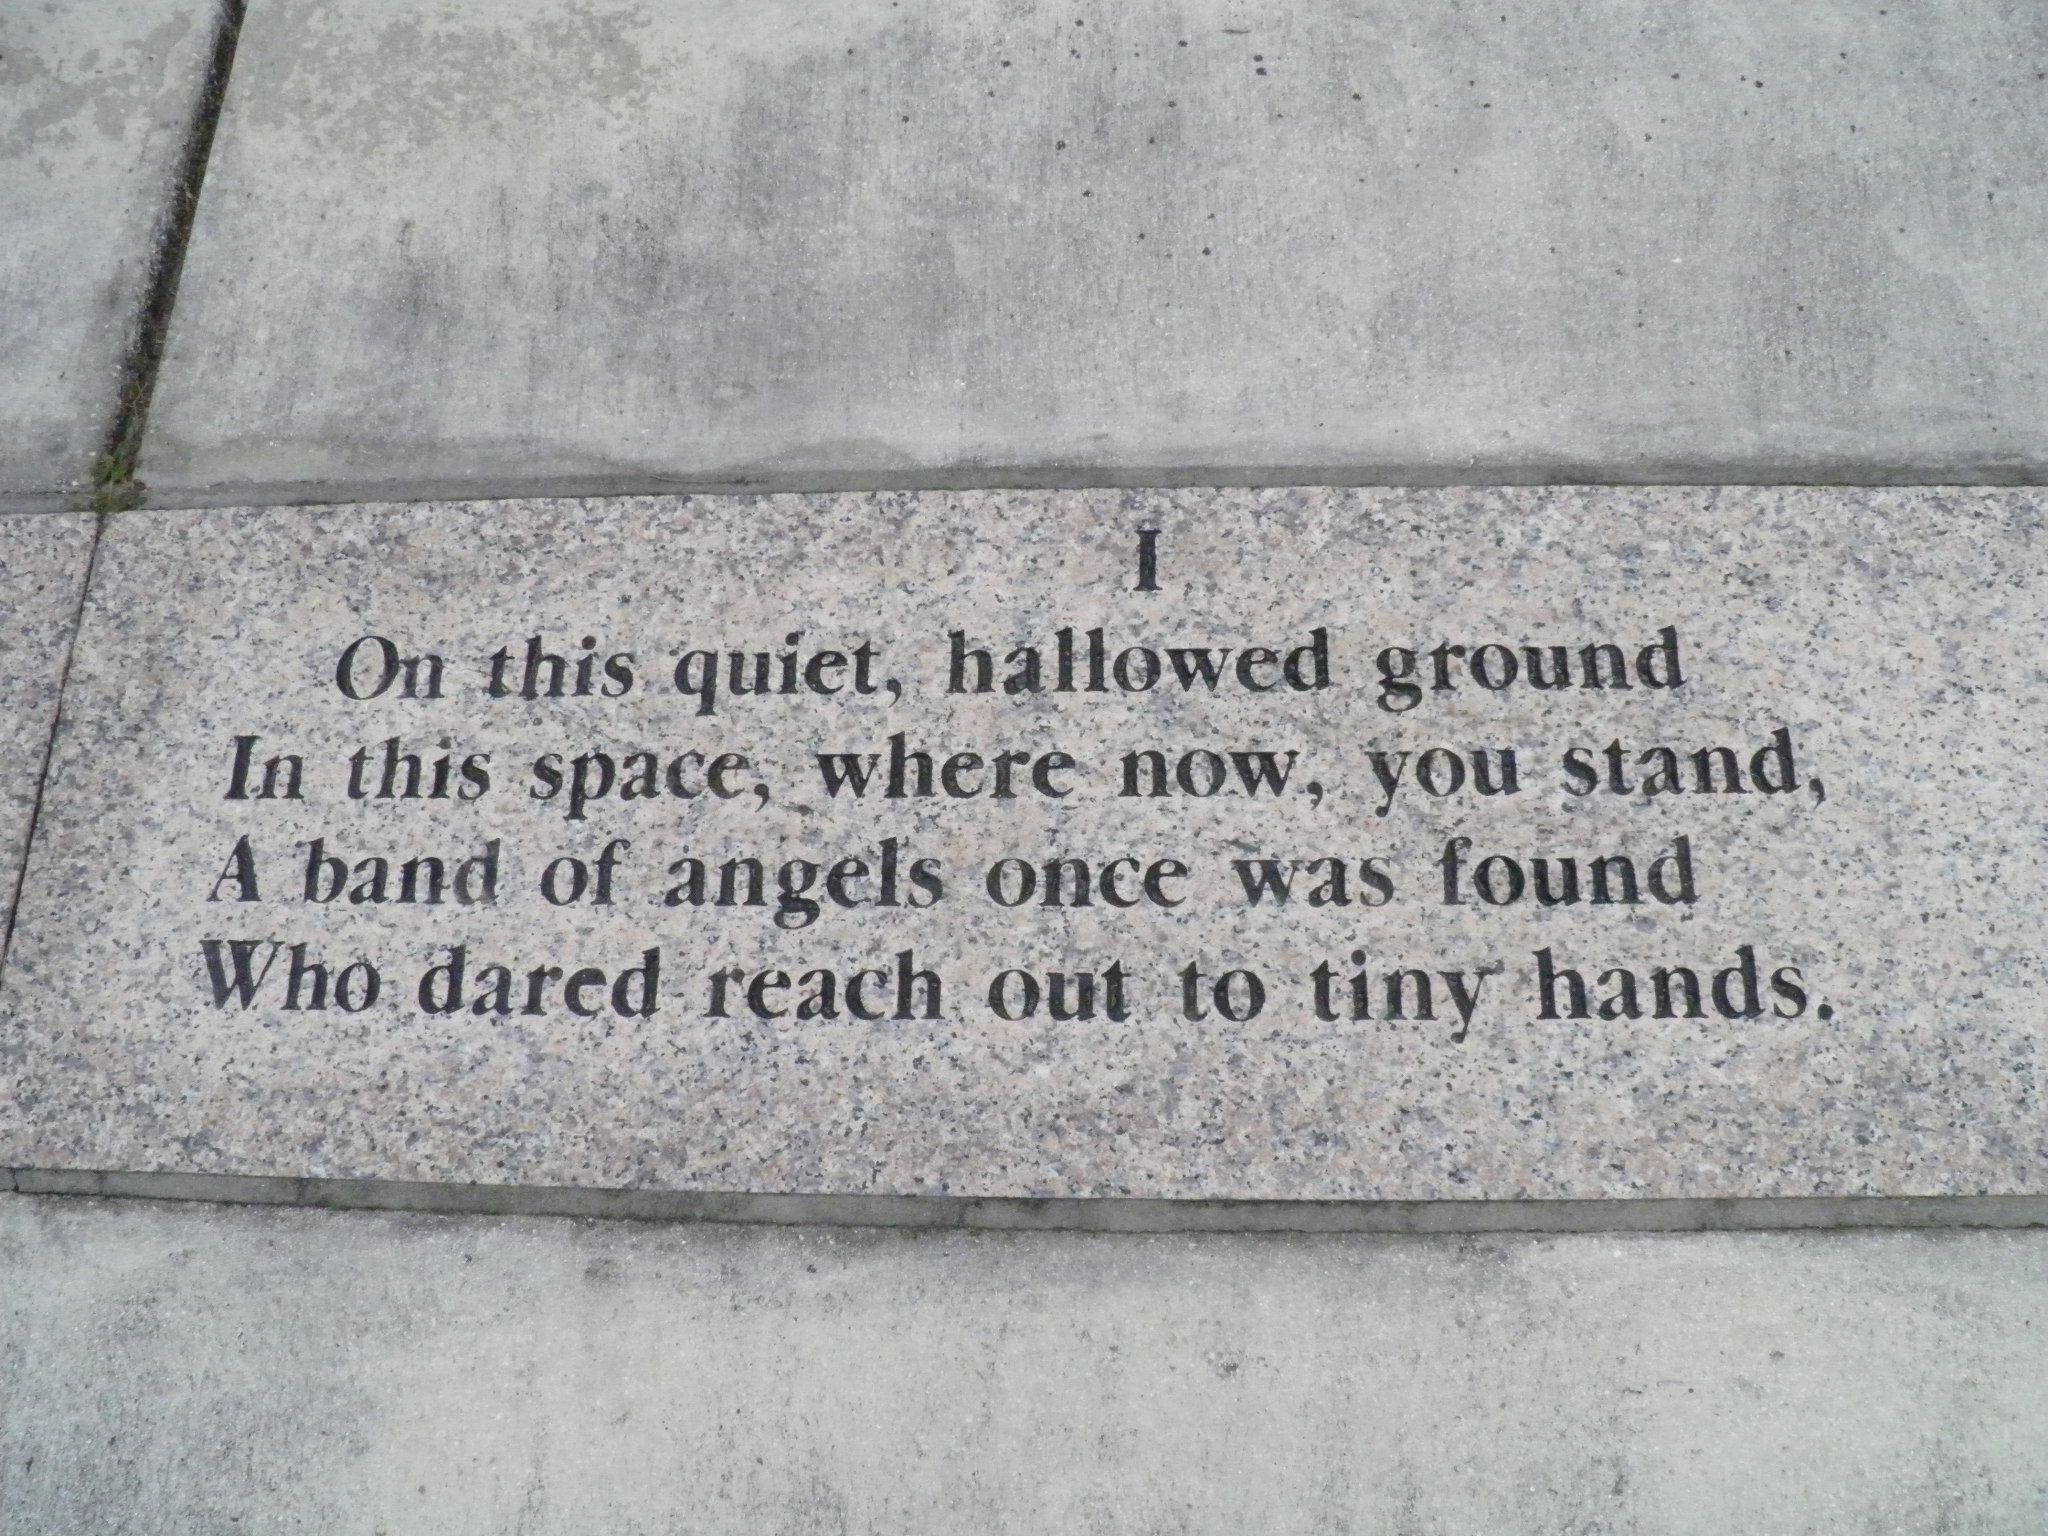 I
On this quiet, hallowed ground
In this space, where now, you stand,
A band of angels once was found
Who dared reach out to tiny hands.